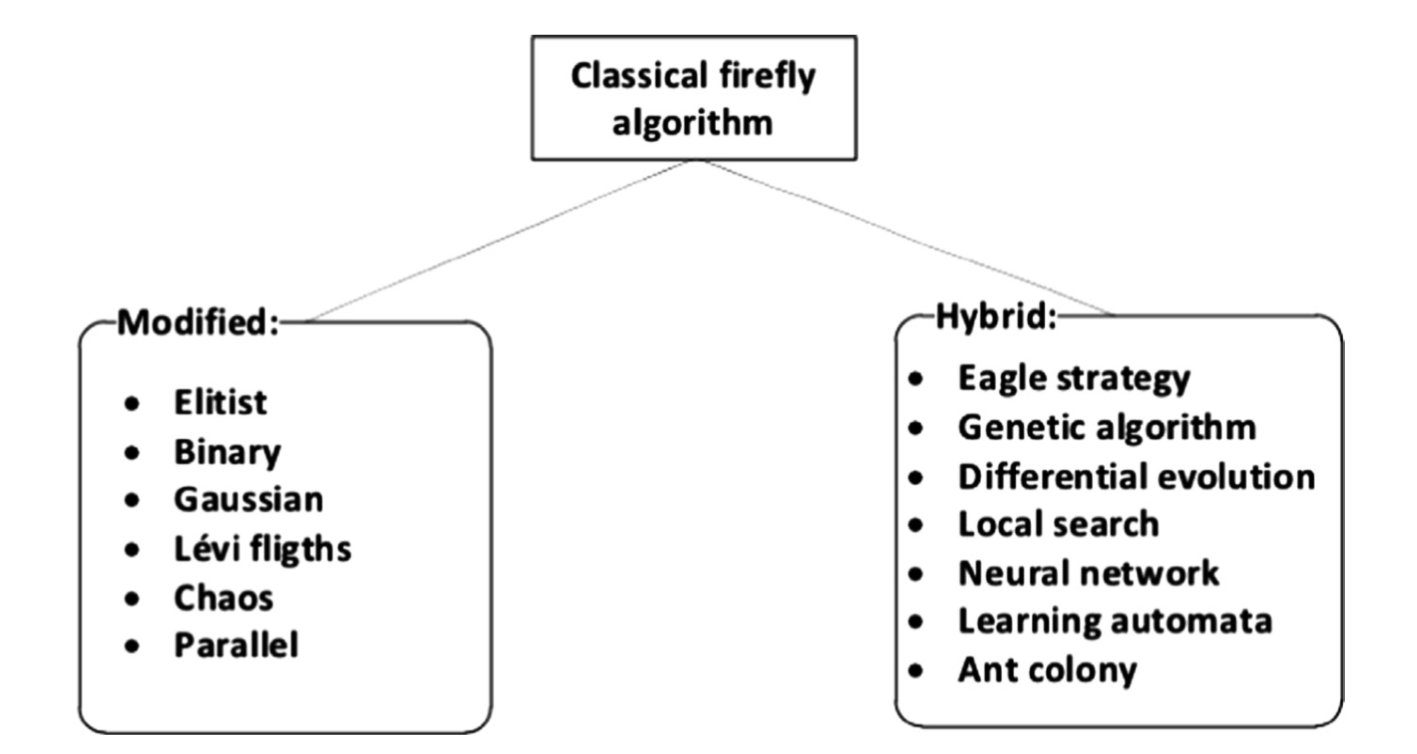 Classical firefly
algorithm
Modified:
• Elitist
• Binary
• Gaussian
• Lévi fligths
• Chaos
• Parallel
Hybrid:
• Eagle strategy
• Genetic algorithm
• Differential evolution
• Local search
• Neural network
• Learning automata
• Ant colony